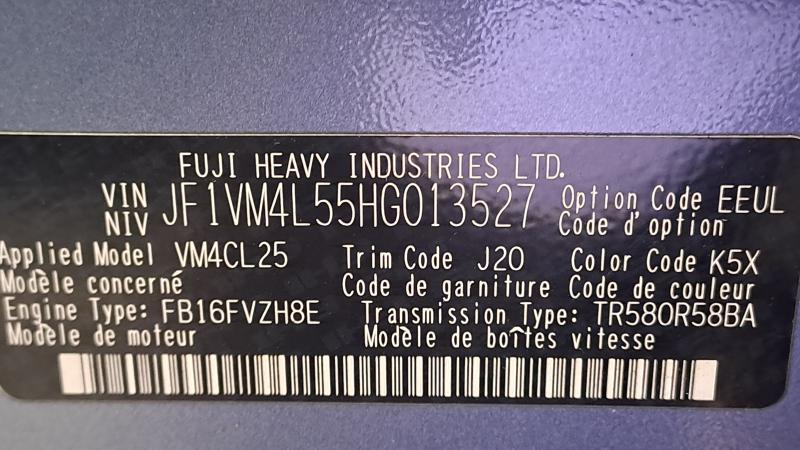 FUJI HEAVY INDUSTRIES LTD.
VIN JF1VM4L55HG013527 Option Code EEUL
NIV Code d'option
Applied Model VM4CL25 Trim Code J20 Color Code K5X
Modèle concerné Code de garniture Code de couleur
Engine Type: FB16FVZH8E Transmission Type: TR580R58BA
Modèle de moteur Modèle de boîtes vitesse